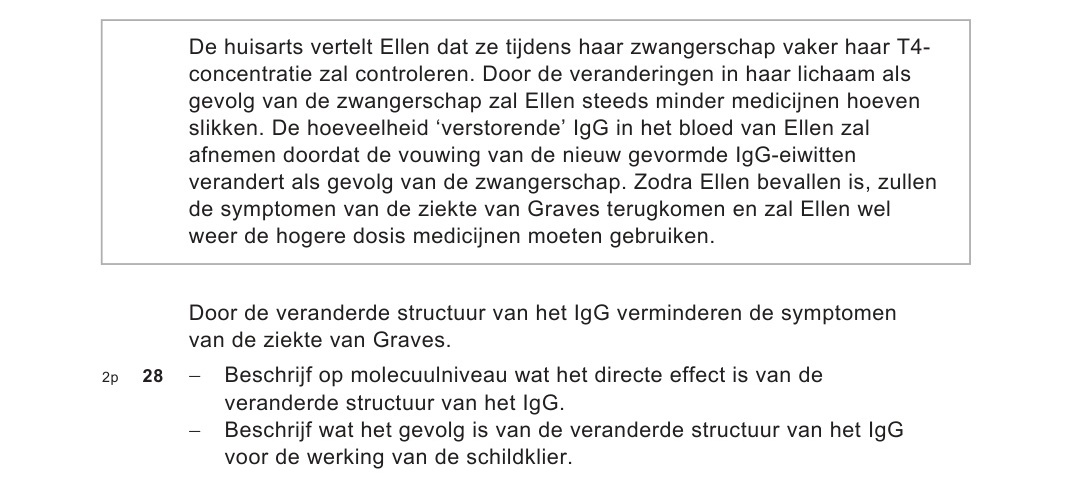 De huisarts vertelt Ellen dat ze tijdens haar zwangerschap vaker haar T4-
concentratie zal controleren. Door de veranderingen in haar lichaam als
gevolg van de zwangerschap zal Ellen steeds minder medicijnen hoeven
slikken. De hoeveelheid ‘verstorende’ IgG in het bloed van Ellen zal
afnemen doordat de vouwing van de nieuw gevormde IgG-eiwitten
verandert als gevolg van de zwangerschap. Zodra Ellen bevallen is, zullen
de symptomen van de ziekte van Graves terugkomen en zal Ellen wel
weer de hogere dosis medicijnen moeten gebruiken.
Door de veranderde structuur van het IgG verminderen de symptomen
van de ziekte van Graves.
2p 28 – Beschrijf op molecuulniveau wat het directe effect is van de
veranderde structuur van het IgG.
– Beschrijf wat het gevolg is van de veranderde structuur van het IgG
voor de werking van de schildklier.